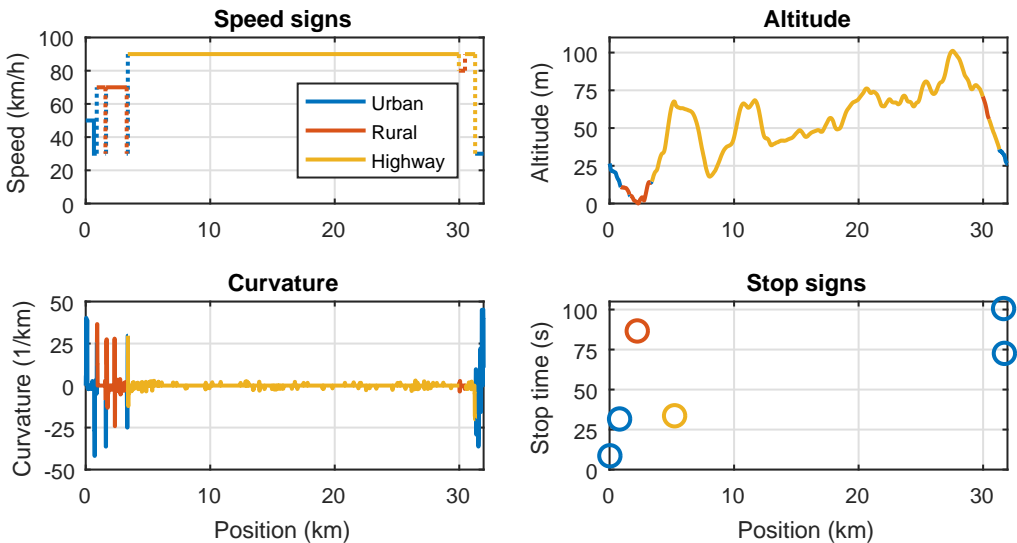 Speed signs
Speed (km/h)
100
80
60
40
20
0
Urban
Rural
Highway
0 10 20 30
Altitude
Altitude (m)
100
75
50
25
0
0 10 20 30
Curvature
Curvature (1/km)
50
25
0
-25
-50
0 10 20 30
Position (km)
Stop signs
Stop time (s)
100
75
50
25
0
0 10 20 30
Position (km)